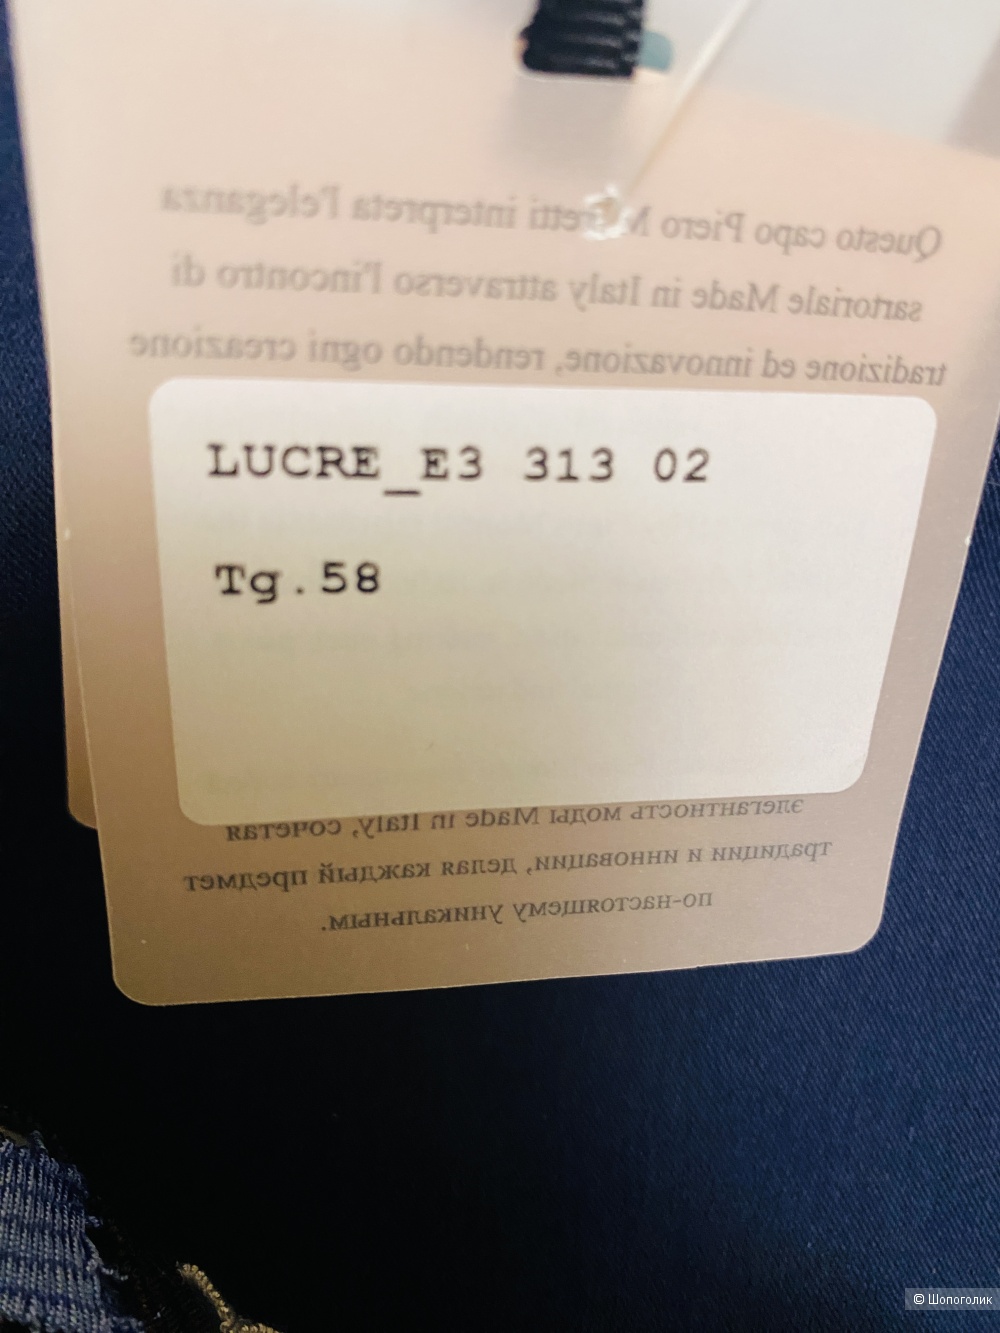 Questo capo Piero Moretti interpreta l'eleganza
sartoriale Made in Italy attraverso l'incontro di
tradizione ed innovazione, rendendo ogni creazione
LUCRE_E3 313 02
Tg.58
элегантность моды Made in Italy, сочетая
традиции и инновации, делая каждый предмет
по-настоящему уникальным.
© Шопоголик